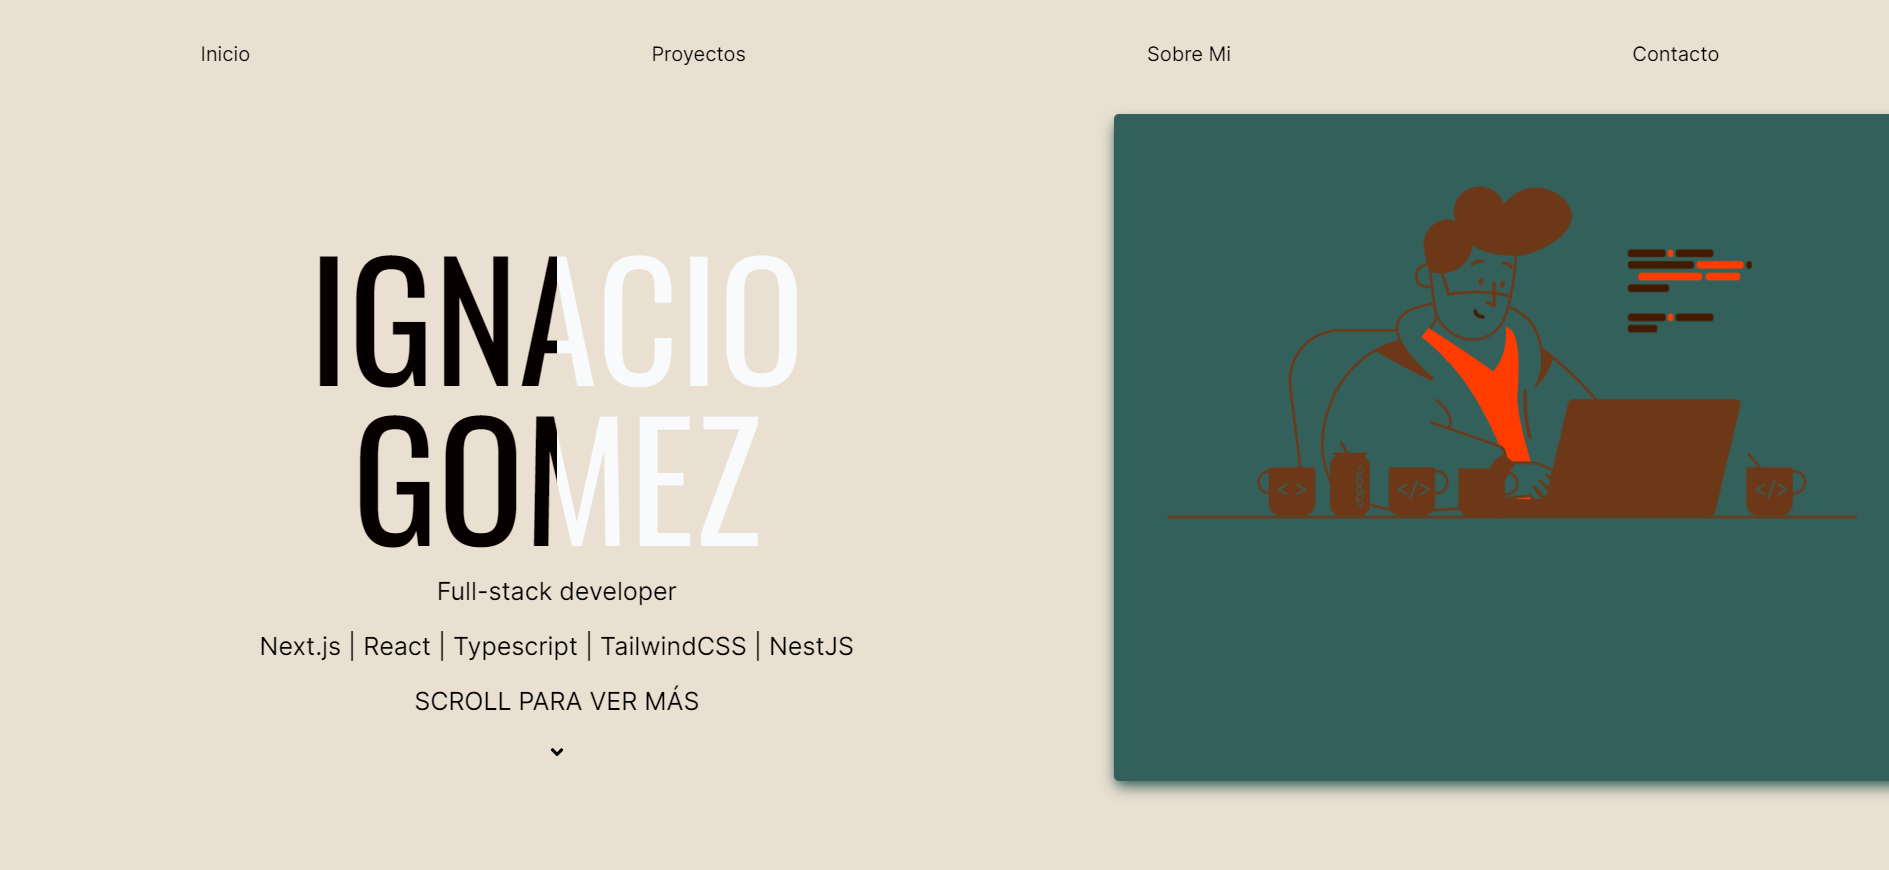 Inicio Proyectos Sobre Mi Contacto
IGNACIO
GOMEZ
Full-stack developer
Next.js | React | Typescript | TailwindCSS | NestJS
SCROLL PARA VER MÁS
< >
</>
</>